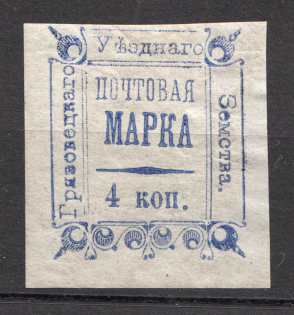 Грязовецкаго
Уѣзднаго
Земства.
ПОЧТОВАЯ
МАРКА
4 коп.